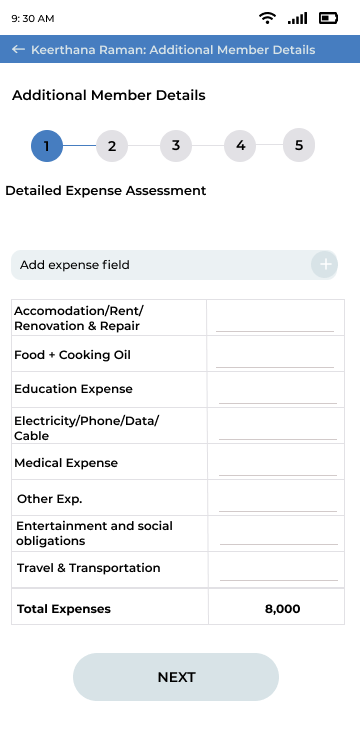 9: 30 AM
Keerthana Raman: Additional Member Details
Additional Member Details
1 2 3 4 5
Detailed Expense Assessment
Add expense field
Accomodation/Rent/
Renovation & Repair
Food + Cooking Oil
Education Expense
Electricity/Phone/Data/
Cable
Medical Expense
Other Exp.
Entertainment and social
obligations
Travel & Transportation
Total Expenses 8,000
NEXT